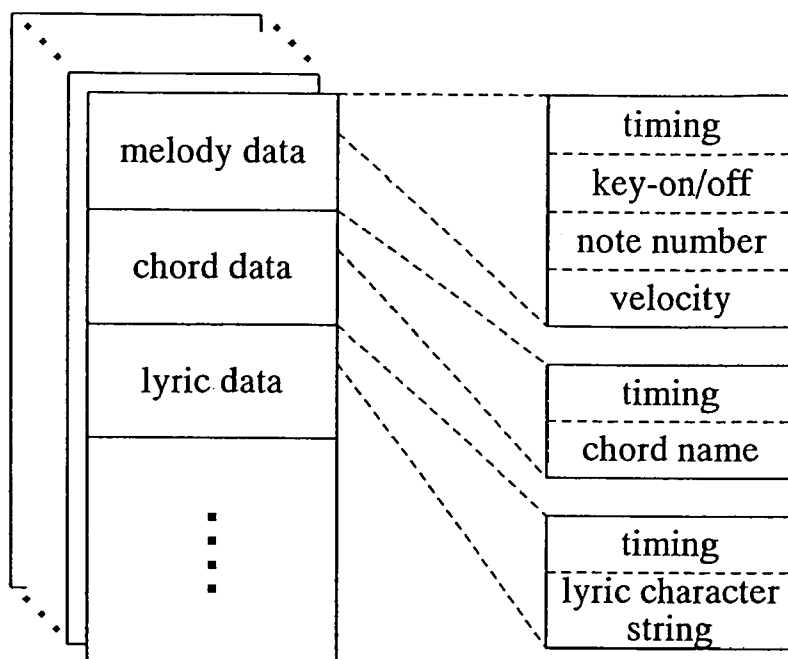 melody data
chord data
lyric data
timing
key-on/off
note number
velocity
timing
chord name
timing
lyric character
string